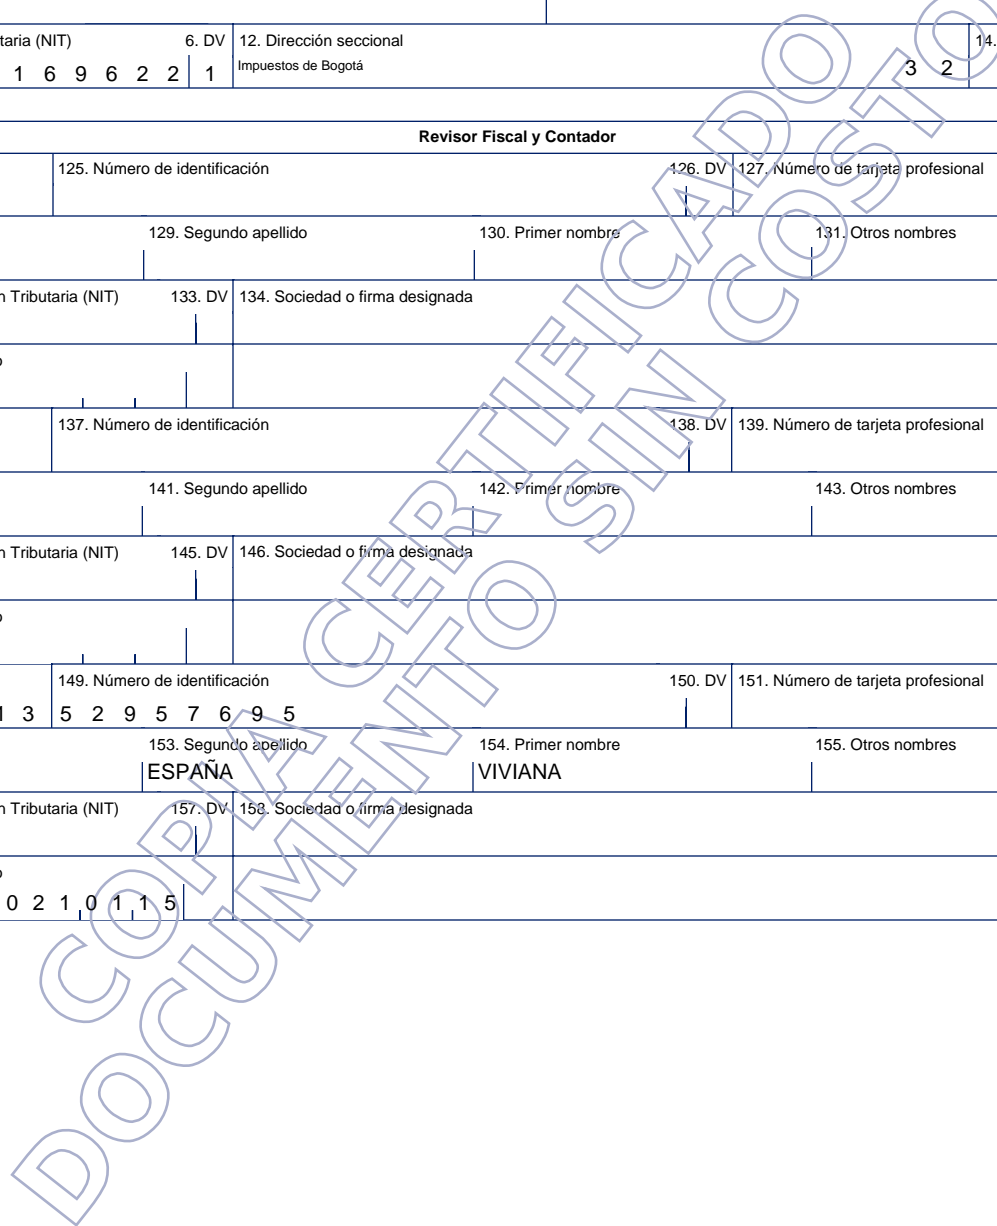 taria (NIT) 6. DV 12. Dirección seccional 14.
1 6 9 6 2 2 1 Impuestos de Bogotá 3 2
Revisor Fiscal y Contador
125. Número de identificación 126. DV 127. Número de tarjeta profesional
129. Segundo apellido 130. Primer nombre 131. Otros nombres
n Tributaria (NIT) 133. DV 134. Sociedad o firma designada
o
137. Número de identificación 138. DV 139. Número de tarjeta profesional
141. Segundo apellido 142. Primer nombre 143. Otros nombres
n Tributaria (NIT) 145. DV 146. Sociedad o firma designada
o
149. Número de identificación 150. DV 151. Número de tarjeta profesional
1 3 5 2 9 5 7 6 9 5
153. Segundo apellido 154. Primer nombre 155. Otros nombres
ESPAÑA VIVIANA
n Tributaria (NIT) 157. DV 158. Sociedad o firma designada
o
0 2 1 0 1 1 5
COPIA CERTIFICADO
DOCUMENTO SIN COSTO